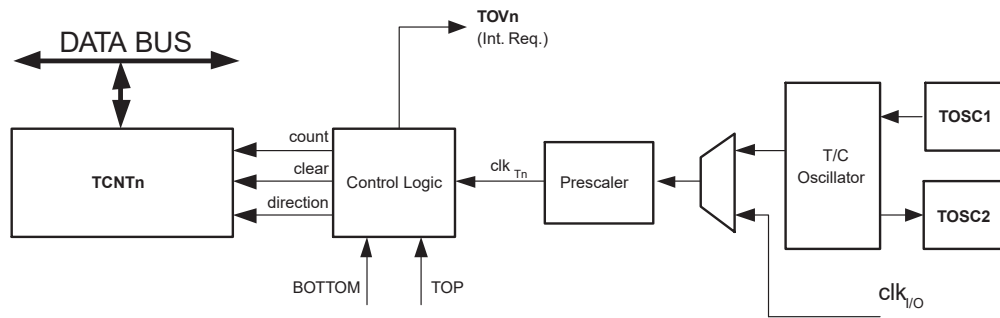 TOVn
(Int. Req.)
DATA BUS
TOSC1
count
TCNTn
clear
Control Logic
clk Tn
Prescaler
T/C
Oscillator
direction
TOSC2
BOTTOM
TOP
clk I/O